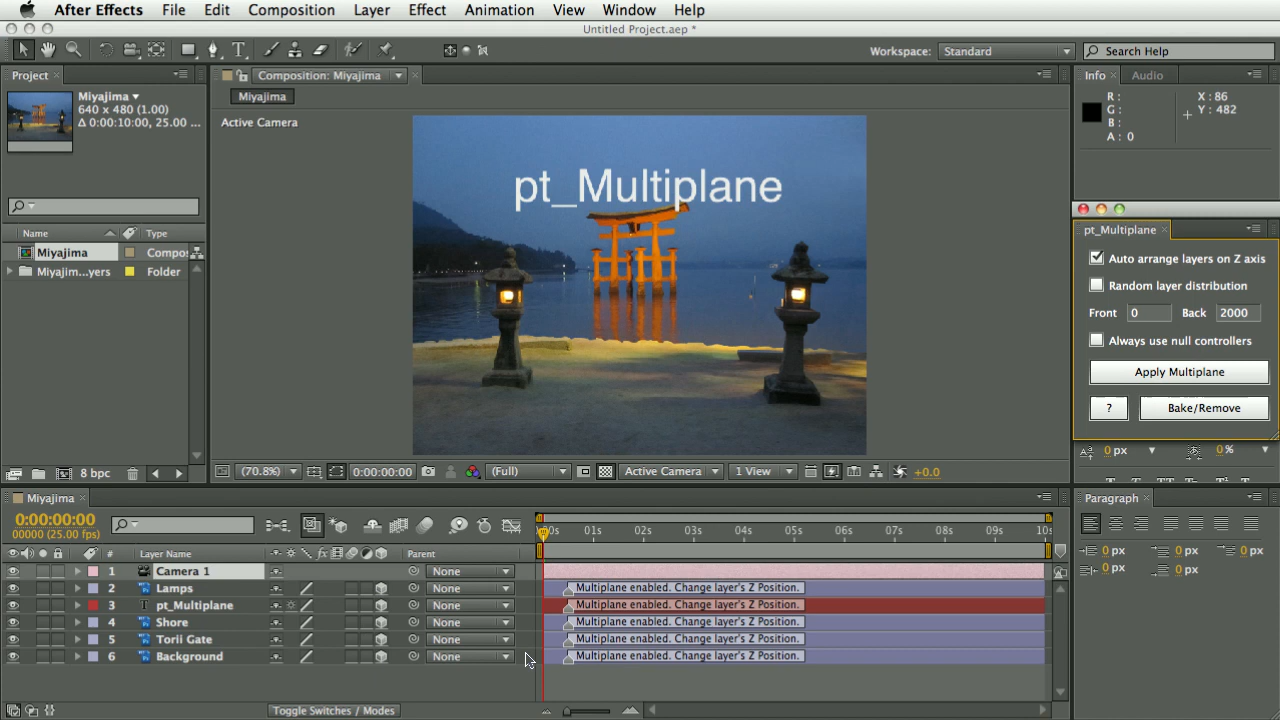 After Effects File Edit Composition Layer Effect Animation View Window Help
Untitled Project.aep *
Workspace: Standard Search Help
Project
Miyajima
640 x 480 (1.00)
Δ 0:00:10:00, 25.00 ...
Name Type
Miyajima Compos
Miyajim...yers Folder
8 bpc
Composition: Miyajima
Miyajima
Active Camera
pt_Multiplane
(70.8%) 0:00:00:00 (Full) Active Camera 1 View +0.0
Info Audio
R : X : 86
G : Y : 482
B :
A : 0
pt_Multiplane
Auto arrange layers on Z axis
Random layer distribution
Front 0 Back 2000
Always use null controllers
Apply Multiplane
? Bake/Remove
0 px 0 %
Miyajima
0:00:00:00
00000 (25.00 fps)
:00s 01s 02s 03s 04s 05s 06s 07s 08s 09s 10s
# Layer Name Parent
1 Camera 1 None
2 Lamps None Multiplane enabled. Change layer's Z Position.
3 T pt_Multiplane None Multiplane enabled. Change layer's Z Position.
4 Shore None Multiplane enabled. Change layer's Z Position.
5 Torii Gate None Multiplane enabled. Change layer's Z Position.
6 Background None Multiplane enabled. Change layer's Z Position.
Toggle Switches / Modes
Paragraph
0 px 0 px 0 px
0 px 0 px